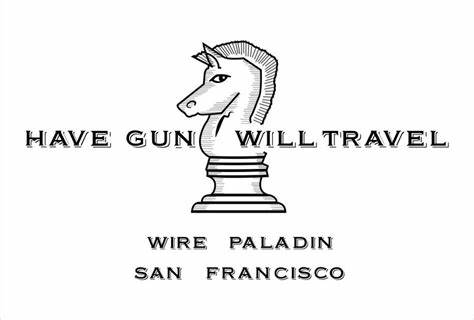 HAVE GUN WILL TRAVEL
WIRE PALADIN
SAN FRANCISCO